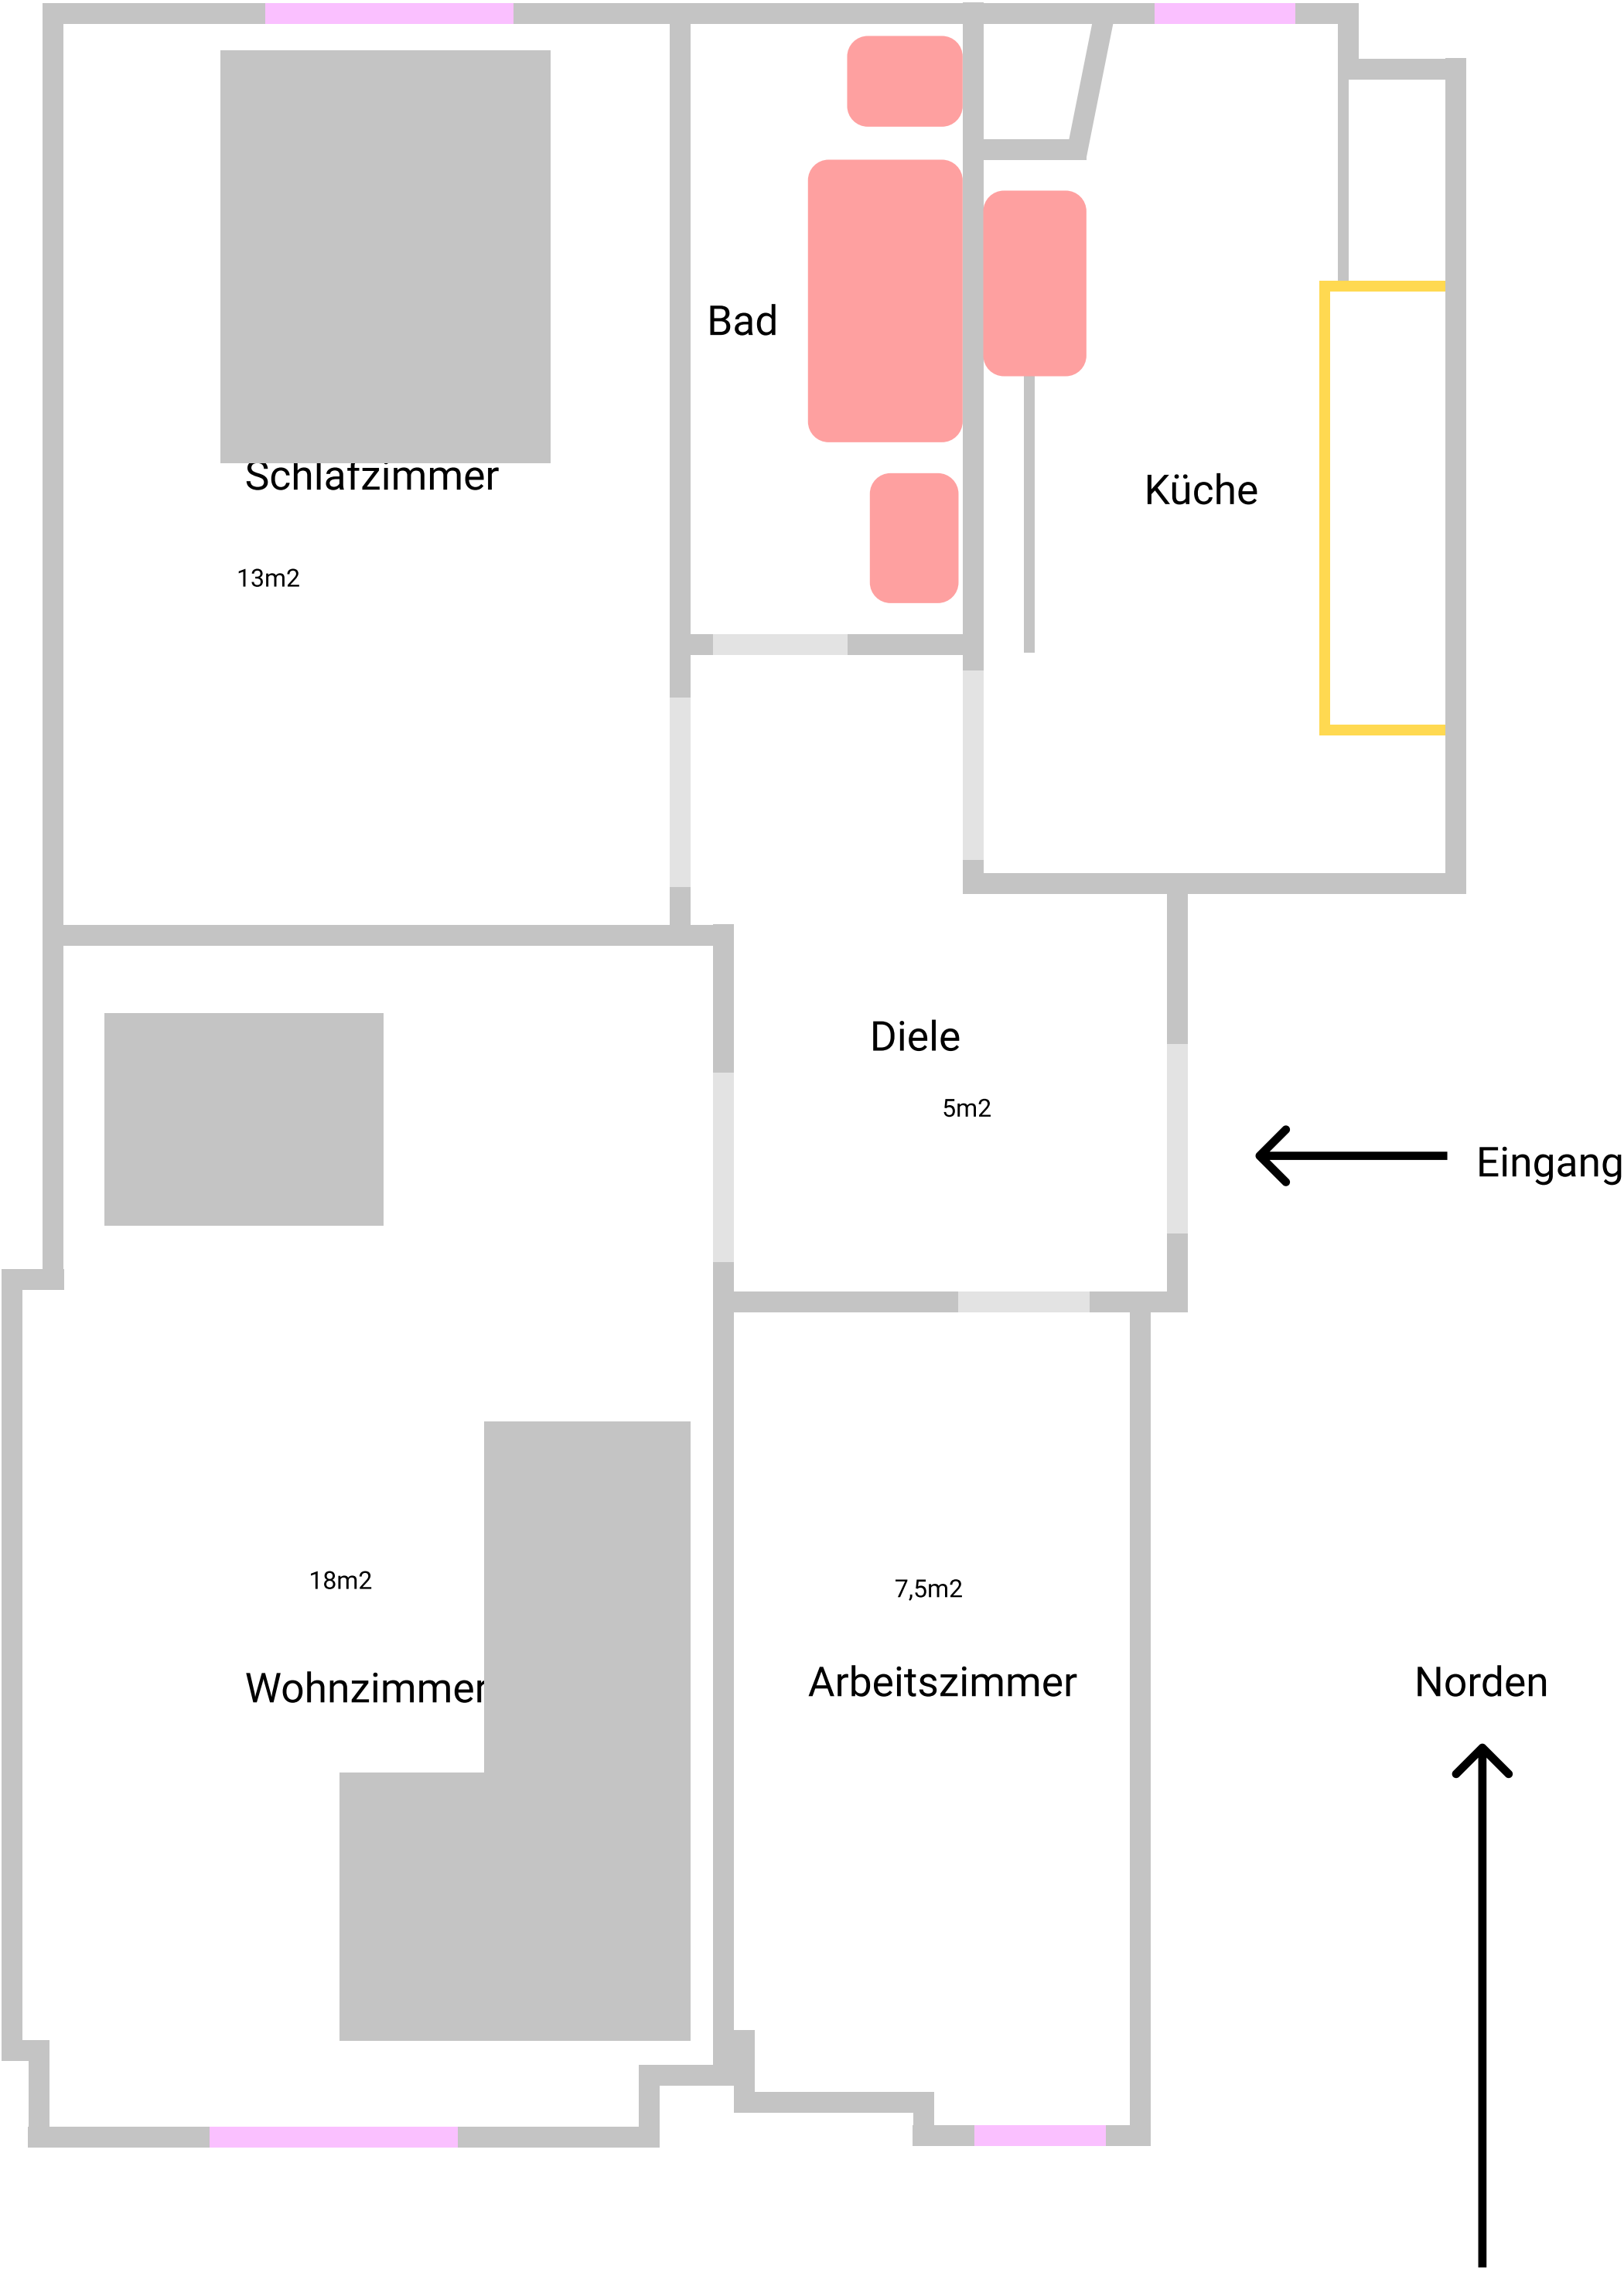 Bad
Schlafzimmer
Küche
13m2
Diele
5m2
Eingang
18m2
7,5m2
Wohnzimmer
Arbeitszimmer
Norden